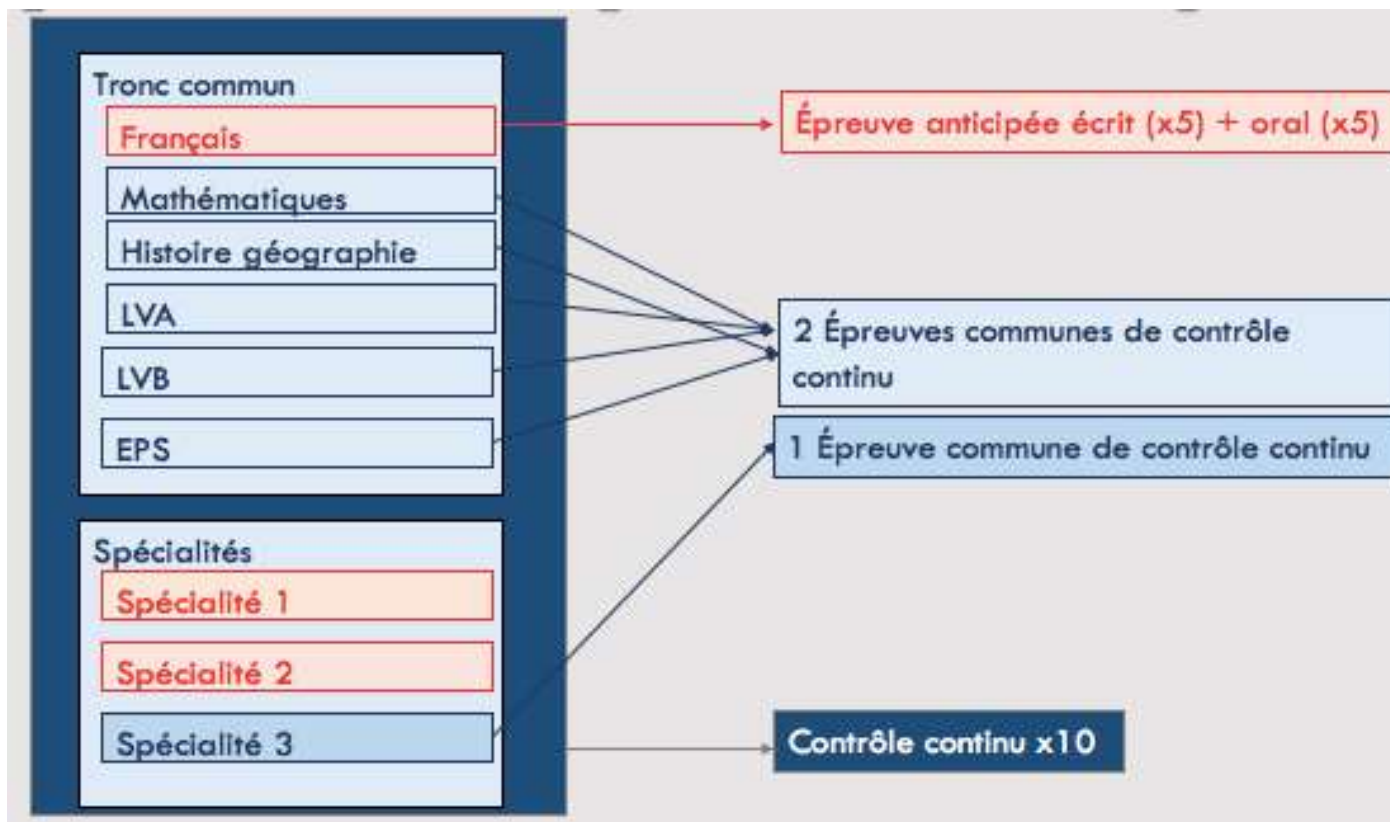 Tronc commun
Français
Mathématiques
Histoire géographie
LVA
LVB
EPS
Spécialités
Spécialité 1
Spécialité 2
Spécialité 3
Épreuve anticipée écrit (x5) + oral (x5)
2 Épreuves communes de contrôle
continu
1 Épreuve commune de contrôle continu
Contrôle continu x10